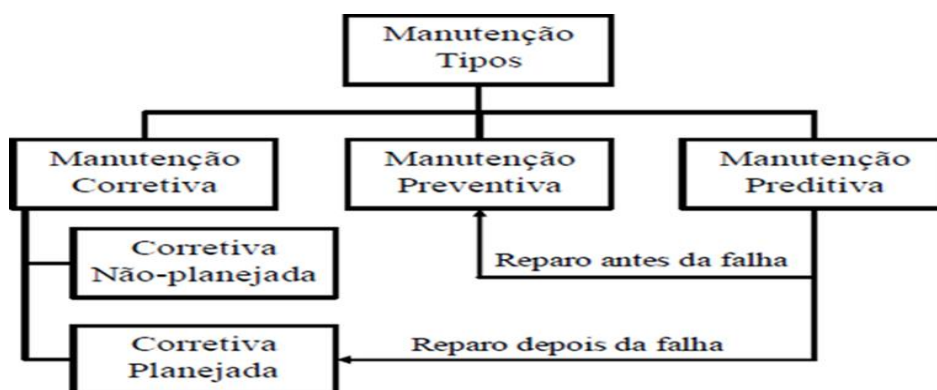 Manutenção
Tipos
Manutenção
Corretiva
Manutenção
Preventiva
Manutenção
Preditiva
Corretiva
Não-planejada
Reparo antes da falha
Corretiva
Planejada
Reparo depois da falha